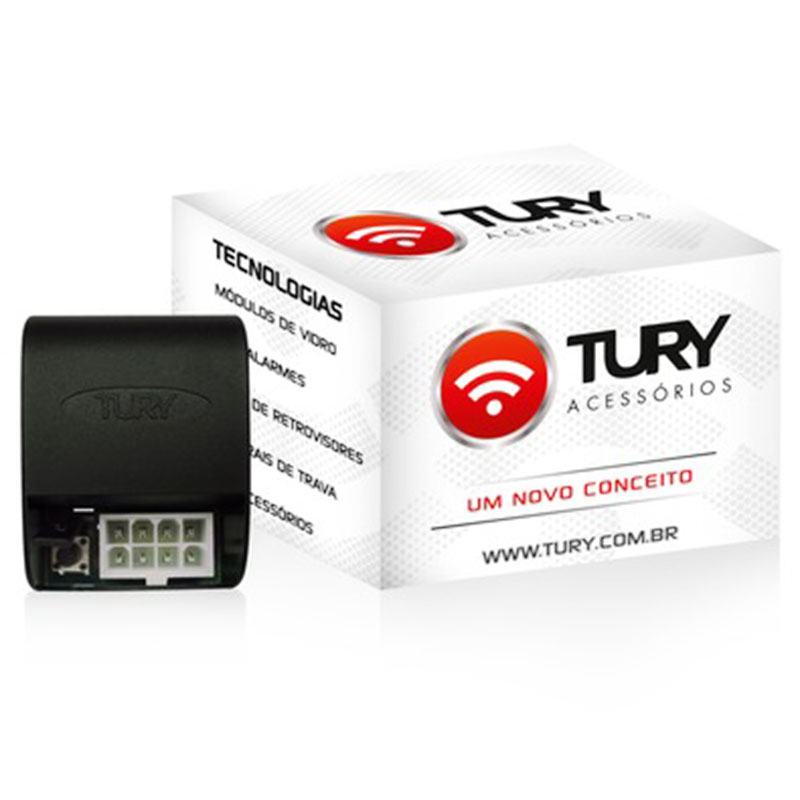 TURY
ACESSÓRIOS
TECNOLOGIAS
MÓDULOS DE VIDRO
ALARMES
DE RETROVISORES
DE TRAVA
TURY
TURY
ACESSÓRIOS
UM NOVO CONCEITO
WWW.TURY.COM.BR